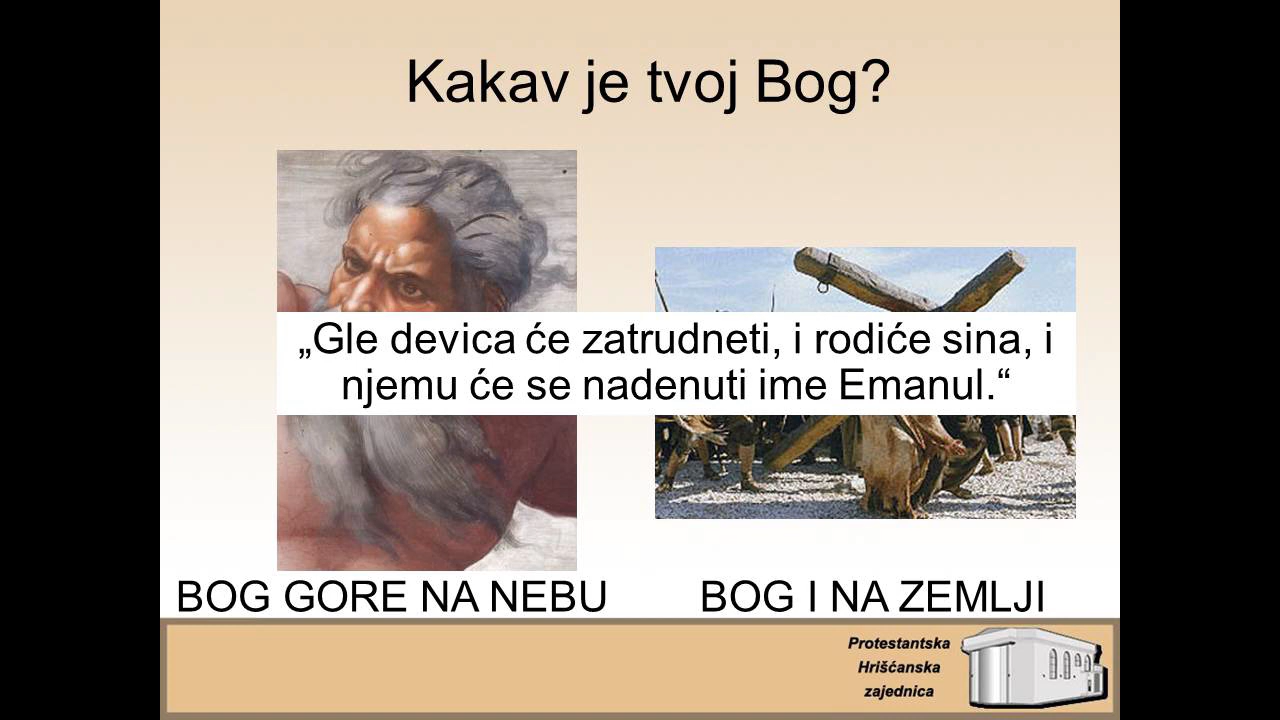 Kakav je tvoj Bog?
„Gle devica će zatrudneti, i rodiće sina, i
njemu će se nadenuti ime Emanul.“
BOG GORE NA NEBU
BOG I NA ZEMLJI
Protestantska
Hrišćanska
zajednica